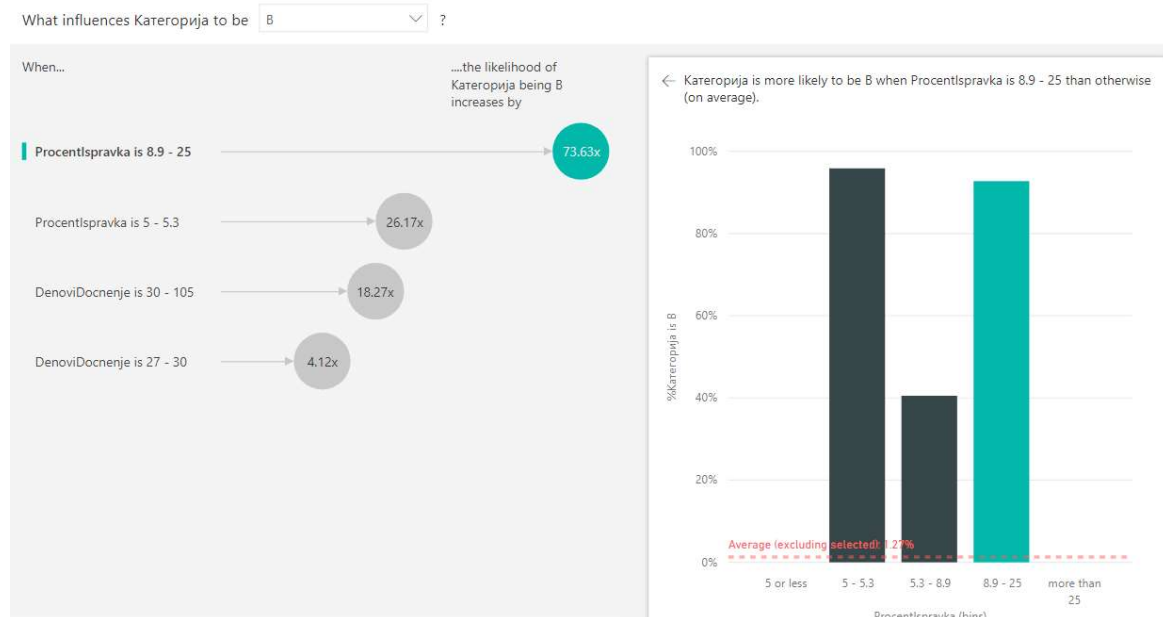 What influences Категорија to be B ?
When...
....the likelihood of
Категорија being B
increases by
ProcentIspravka is 8.9 - 25
73.63x
ProcentIspravka is 5 - 5.3
26.17x
DenoviDocnenje is 30 - 105
18.27x
DenoviDocnenje is 27 - 30
4.12x
Категорија is more likely to be B when ProcentIspravka is 8.9 - 25 than otherwise
(on average).
%Категорија is B
100%
80%
60%
40%
20%
0%
Average (excluding selected): 1.27%
5 or less
5 - 5.3
5.3 - 8.9
8.9 - 25
more than
25
ProcentIspravka (bins)